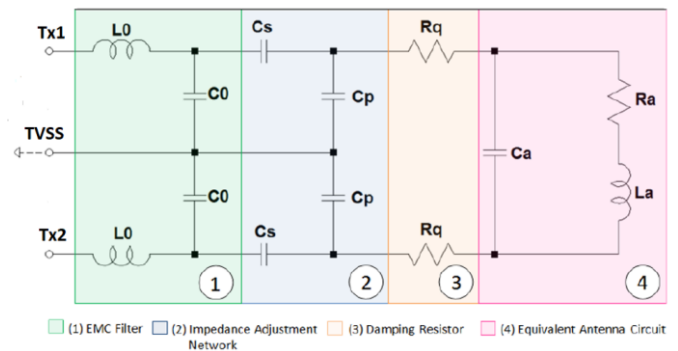 Tx1 L0 Cs Rq
C0 Cp Ra
TVSS Ca
C0 Cp La
Tx2 L0 Cs Rq
1 2 3 4
(1) EMC Filter (2) Impedance Adjustment Network (3) Damping Resistor (4) Equivalent Antenna Circuit